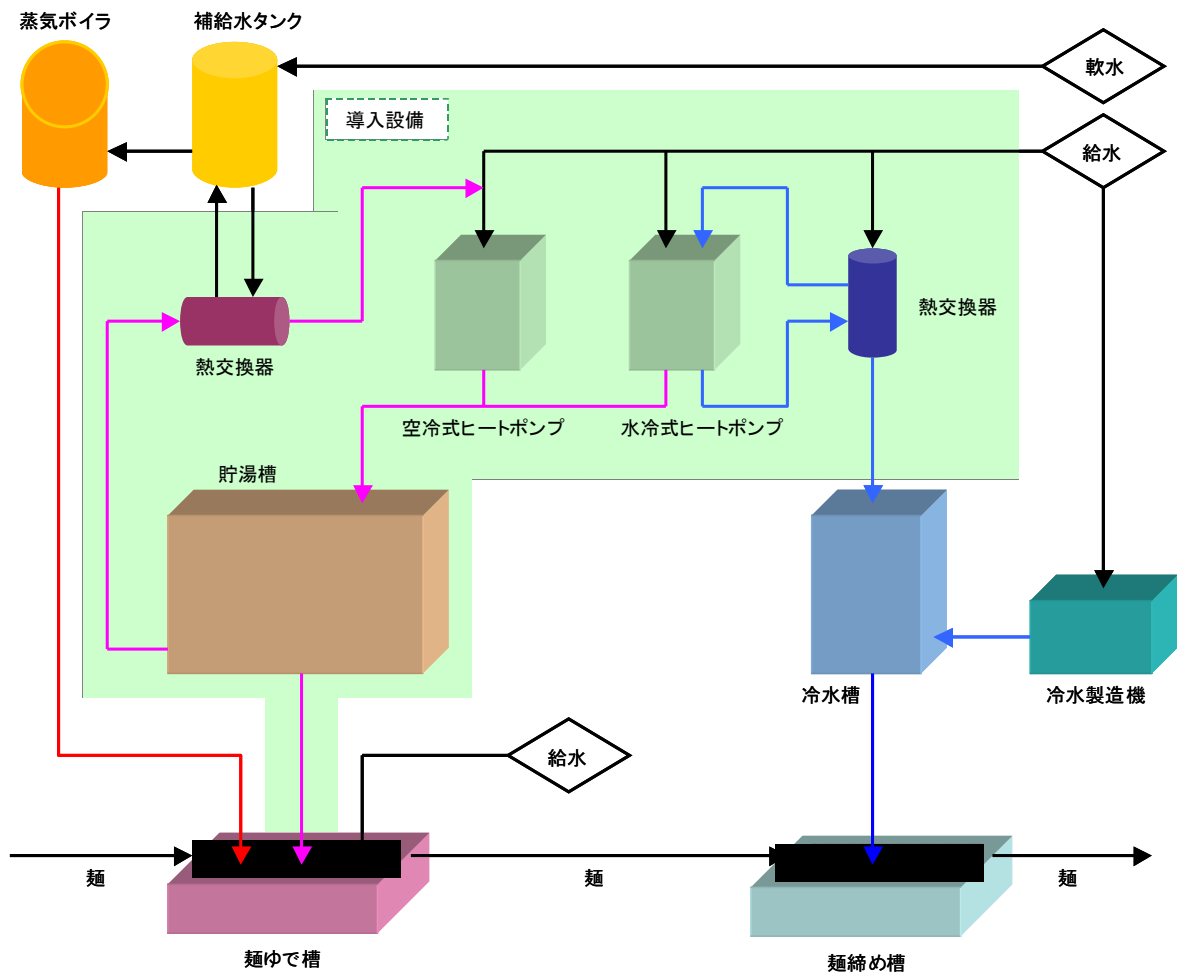 蒸気ボイラ
補給水タンク
軟水
導入設備
給水
熱交換器
熱交換器
空冷式ヒートポンプ
水冷式ヒートポンプ
貯湯槽
冷水槽
冷水製造機
給水
麺
麺
麺
麺ゆで槽
麺締め槽